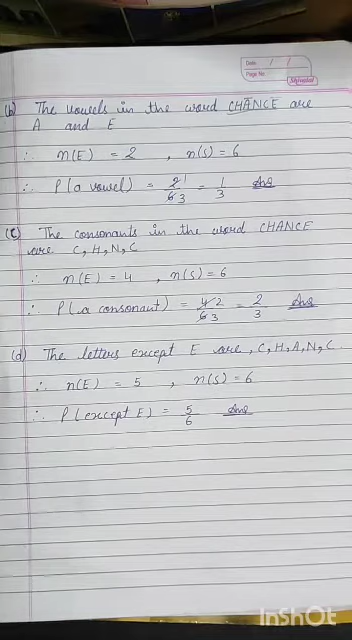 Date / /
Page No
Shivalal
(b) The vowels in the word CHANCE are
A and E
∴ n(E) = 2 , n(S) = 6
∴ P(a vowel) = 2/6 = 1/3 Ans
(c) The consonants in the word CHANCE
are C, H, N, C
∴ n(E) = 4 , n(S) = 6
∴ P(a consonant) = 4/6 = 2/3 Ans
(d) The letters except E are, C, H, A, N, C.
∴ n(E) = 5 , n(S) = 6
∴ P(except E) = 5/6 Ans
InShOt